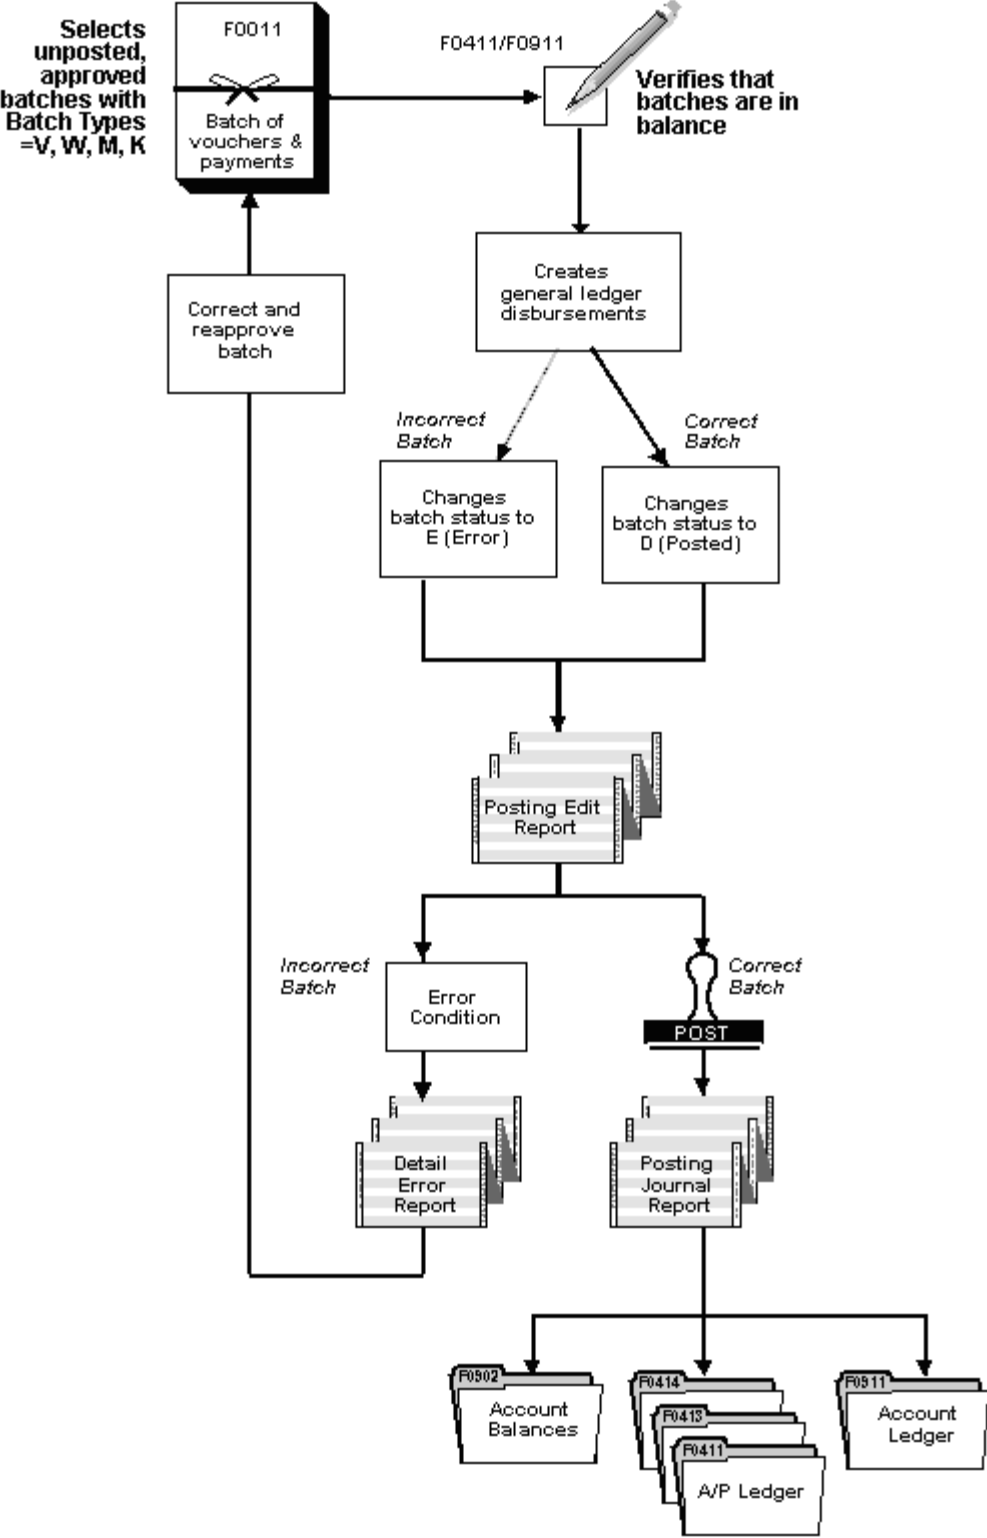 Selects
unposted,
approved
batches with
Batch Types
=V, W, M, K
F0011
Batch of
vouchers &
payments
F0411/F0911
Verifies that
batches are in
balance
Creates
general ledger
disbursements
Correct and
reapprove
batch
Incorrect
Batch
Correct
Batch
Changes
batch status to
E (Error)
Changes
batch status to
D (Posted)
Posting Edit
Report
Incorrect
Batch
Error
Condition
Correct
Batch
POST
Detail
Error
Report
Posting
Journal
Report
F0902
Account
Balances
F0414
F0413
F0411
A/P Ledger
F0911
Account
Ledger